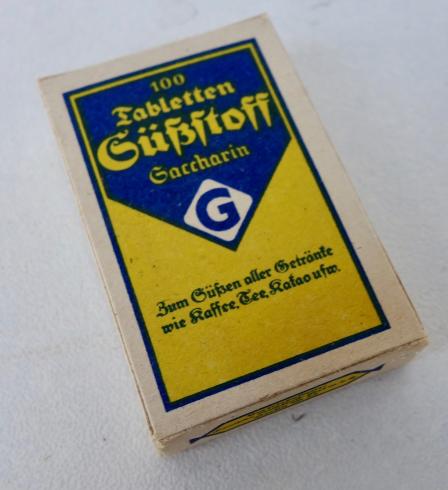 100
Tabletten
Süßstoff
Saccharin
G
Zum Süßen aller Getränke
wie Kaffee, Tee, Kakao usw.